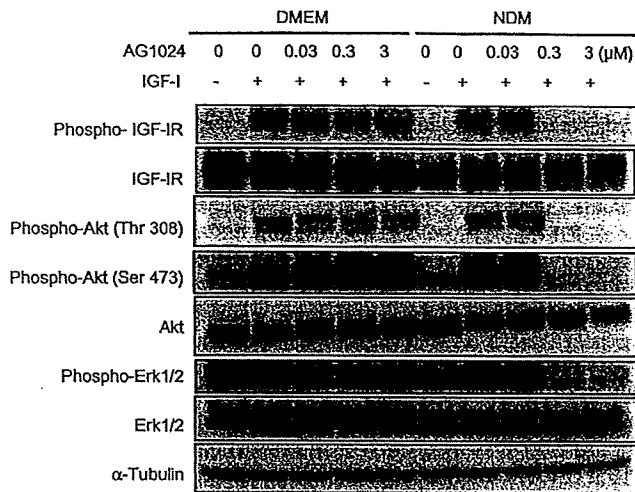 DMEM NDM
AG1024 0 0 0.03 0.3 3 0 0 0.03 0.3 3 (μM)
IGF-I - + + + + - + + + +
Phospho- IGF-IR
IGF-IR
Phospho-Akt (Thr 308)
Phospho-Akt (Ser 473)
Akt
Phospho-Erk1/2
Erk1/2
α-Tubulin